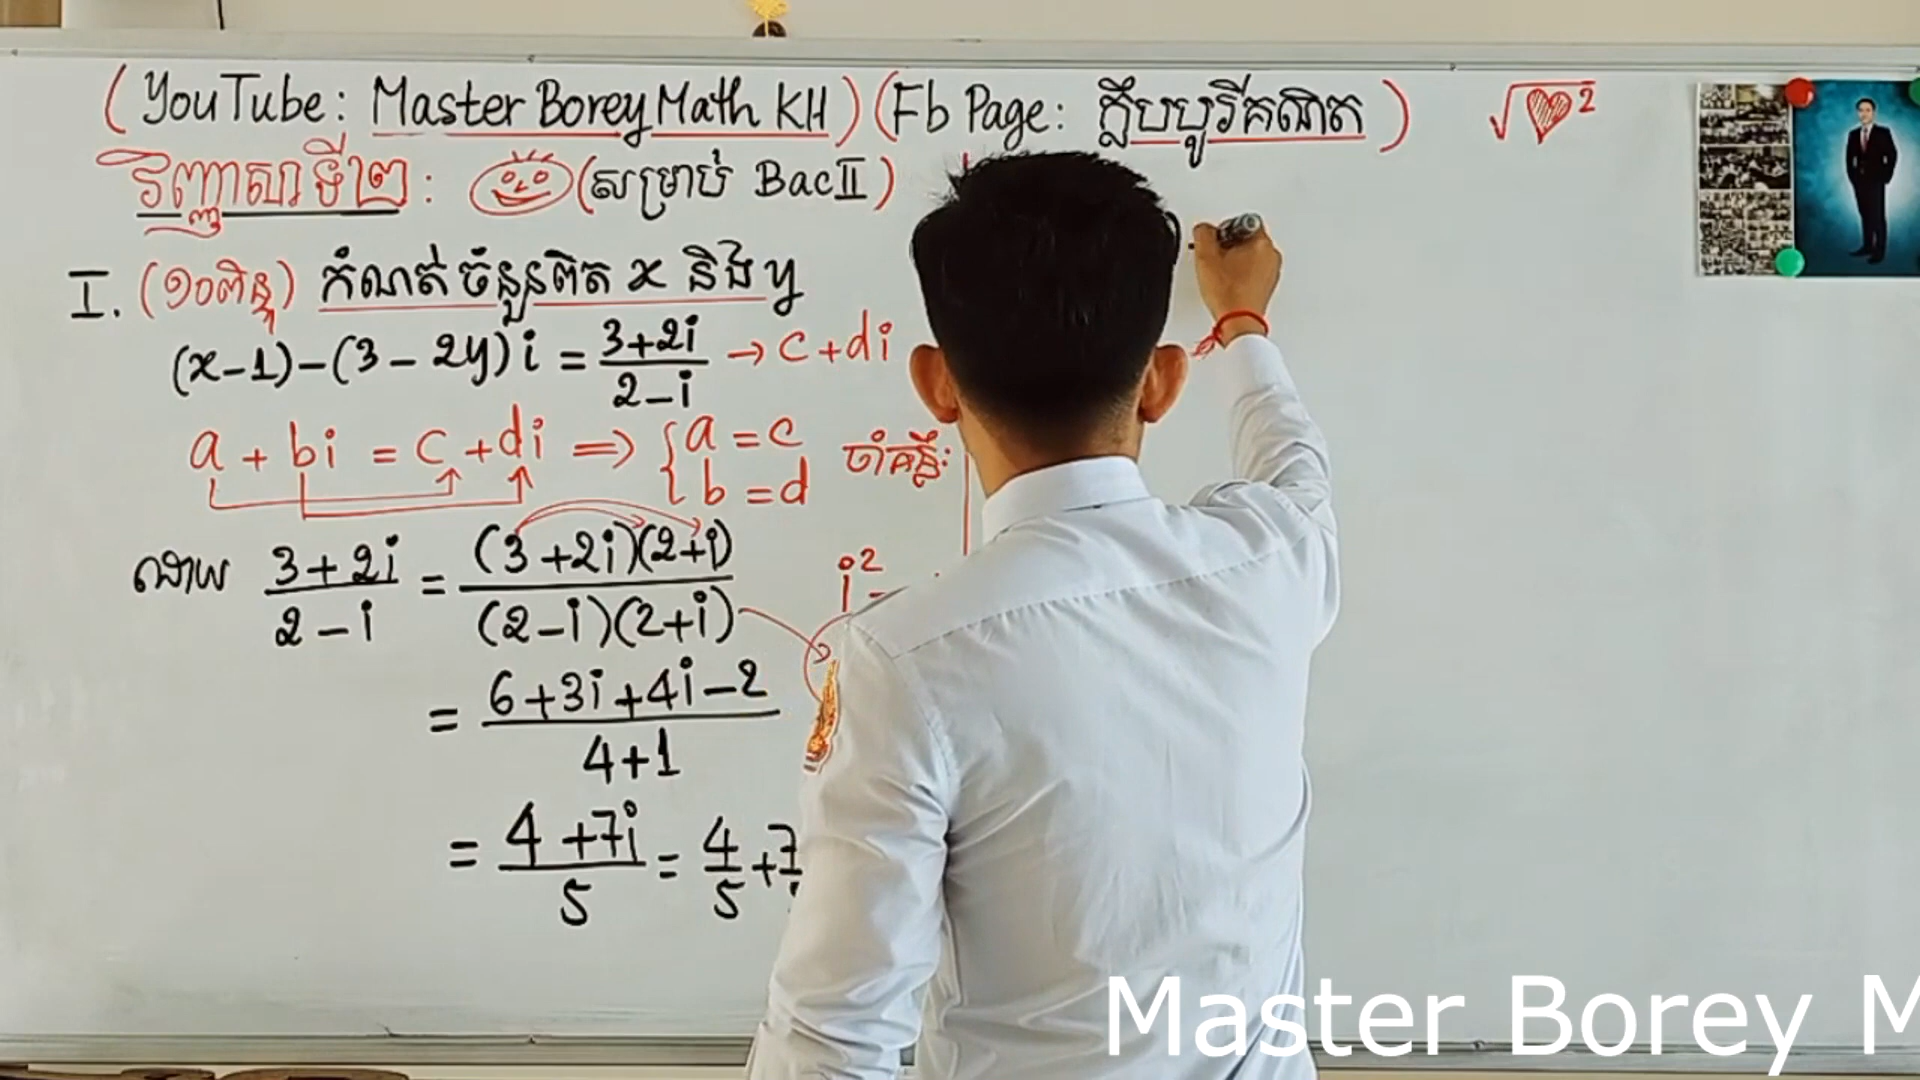 (YouTube: Master Borey Math KH) (Fb Page: ក្លឹបបូរីគណិត) √♥²
វិញ្ញាសាទី២: (សម្រាប់ BacⅡ)
I. (១០ពិន្ទុ) កំណត់ចំនួនពិត x និង y
(x-1)-(3-2y)i = (3+2i)/(2-i) → c+di
a + bi = c + di ⇒ { a = c
b = d ចាំគន្លឹះ
ដោយ (3+2i)/(2-i) = (3+2i)(2+i)/(2-i)(2+i)
i²
= (6+3i+4i-2)/(4+1)
= (4+7i)/5 = 4/5 + 7
Master Borey M